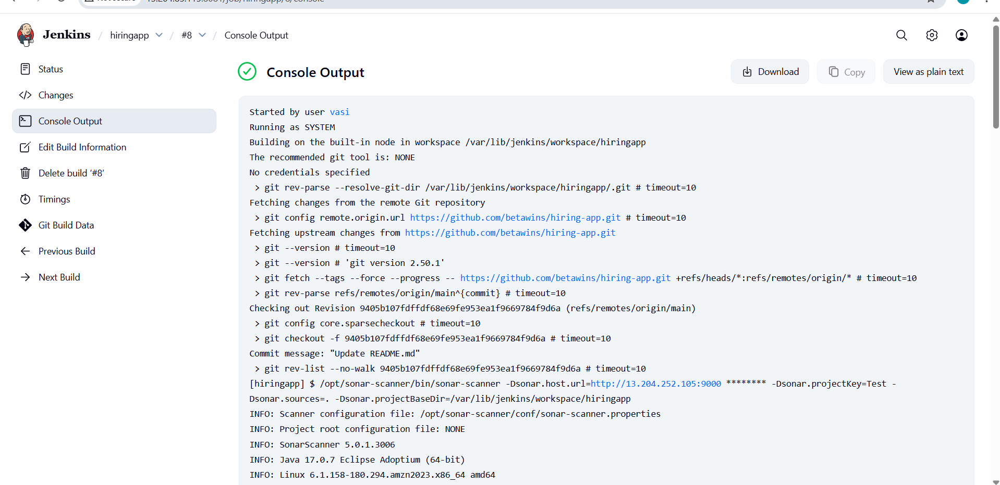 Jenkins / hiringapp / #8 / Console Output
Status
Changes
Console Output
Edit Build Information
Delete build ‘#8’
Timings
Git Build Data
Previous Build
Next Build
Console Output
Download
Copy
View as plain text
Started by user vasi
Running as SYSTEM
Building on the built-in node in workspace /var/lib/jenkins/workspace/hiringapp
The recommended git tool is: NONE
No credentials specified
> git rev-parse --resolve-git-dir /var/lib/jenkins/workspace/hiringapp/.git # timeout=10
Fetching changes from the remote Git repository
> git config remote.origin.url https://github.com/betawins/hiring-app.git # timeout=10
Fetching upstream changes from https://github.com/betawins/hiring-app.git
> git --version # timeout=10
> git --version # 'git version 2.50.1'
> git fetch --tags --force --progress -- https://github.com/betawins/hiring-app.git +refs/heads/*:refs/remotes/origin/* # timeout=10
> git rev-parse refs/remotes/origin/main^{commit} # timeout=10
Checking out Revision 9405b107fdffdf68e69fe953ea1f9669784f9d6a (refs/remotes/origin/main)
> git config core.sparsecheckout # timeout=10
> git checkout -f 9405b107fdffdf68e69fe953ea1f9669784f9d6a # timeout=10
Commit message: "Update README.md"
> git rev-list --no-walk 9405b107fdffdf68e69fe953ea1f9669784f9d6a # timeout=10
[hiringapp] $ /opt/sonar-scanner/bin/sonar-scanner -Dsonar.host.url=http://13.204.252.105:9000 ******** -Dsonar.projectKey=Test -
Dsonar.sources=. -Dsonar.projectBaseDir=/var/lib/jenkins/workspace/hiringapp
INFO: Scanner configuration file: /opt/sonar-scanner/conf/sonar-scanner.properties
INFO: Project root configuration file: NONE
INFO: SonarScanner 5.0.1.3006
INFO: Java 17.0.7 Eclipse Adoptium (64-bit)
INFO: Linux 6.1.158-180.294.amzn2023.x86_64 amd64